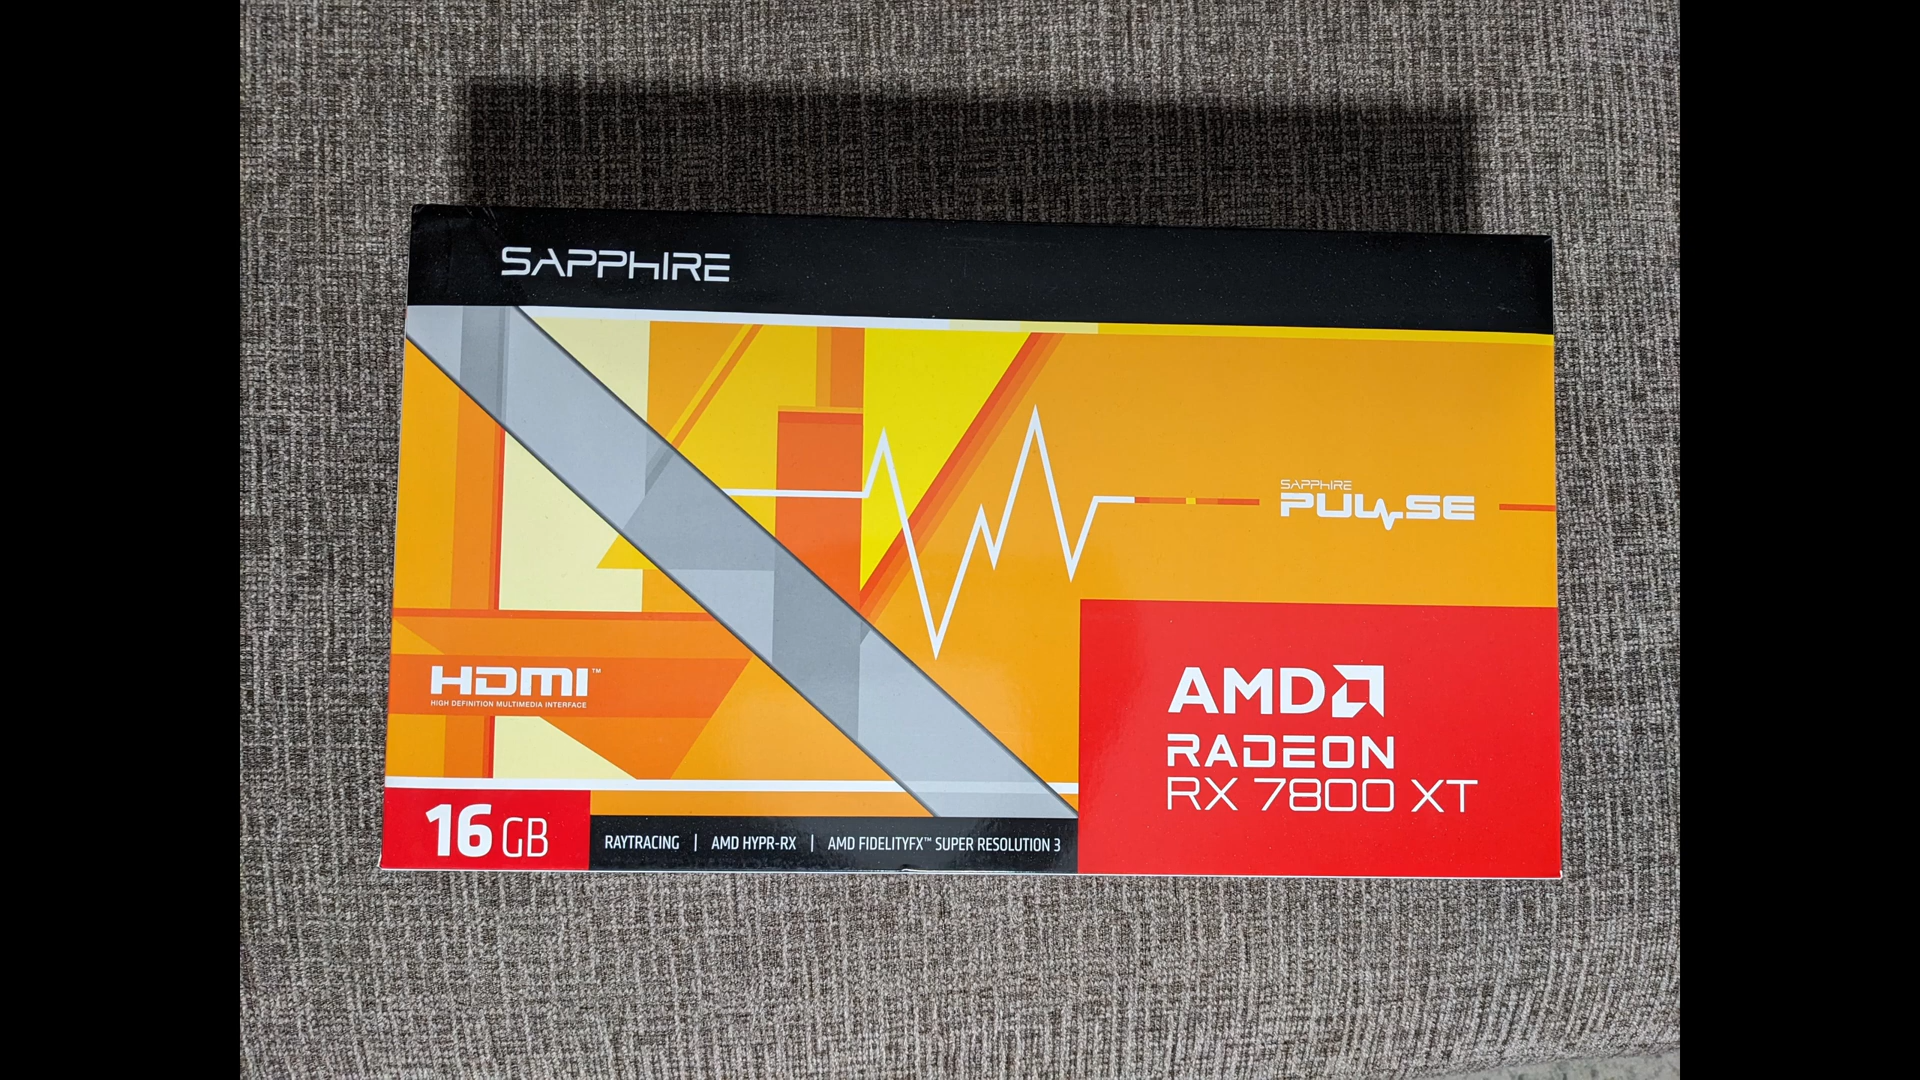 SAPPHIRE
SAPPHIRE
PULSE
HDMI™
HIGH DEFINITION MULTIMEDIA INTERFACE
AMD
RADEON
RX 7800 XT
16 GB
RAYTRACING | AMD HYPR-RX | AMD FIDELITYFX™ SUPER RESOLUTION 3